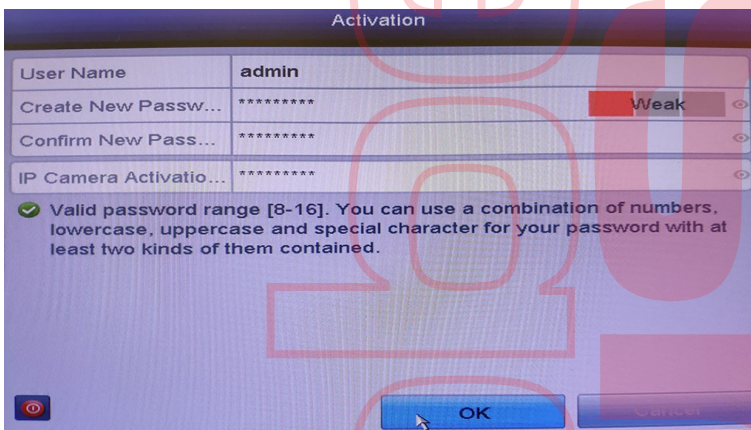 Activation
User Name admin
Create New Passw... ********* Weak
Confirm New Pass... *********
IP Camera Activatio... *********
Valid password range [8-16]. You can use a combination of numbers,
lowercase, uppercase and special character for your password with at
least two kinds of them contained.
OK Cancel